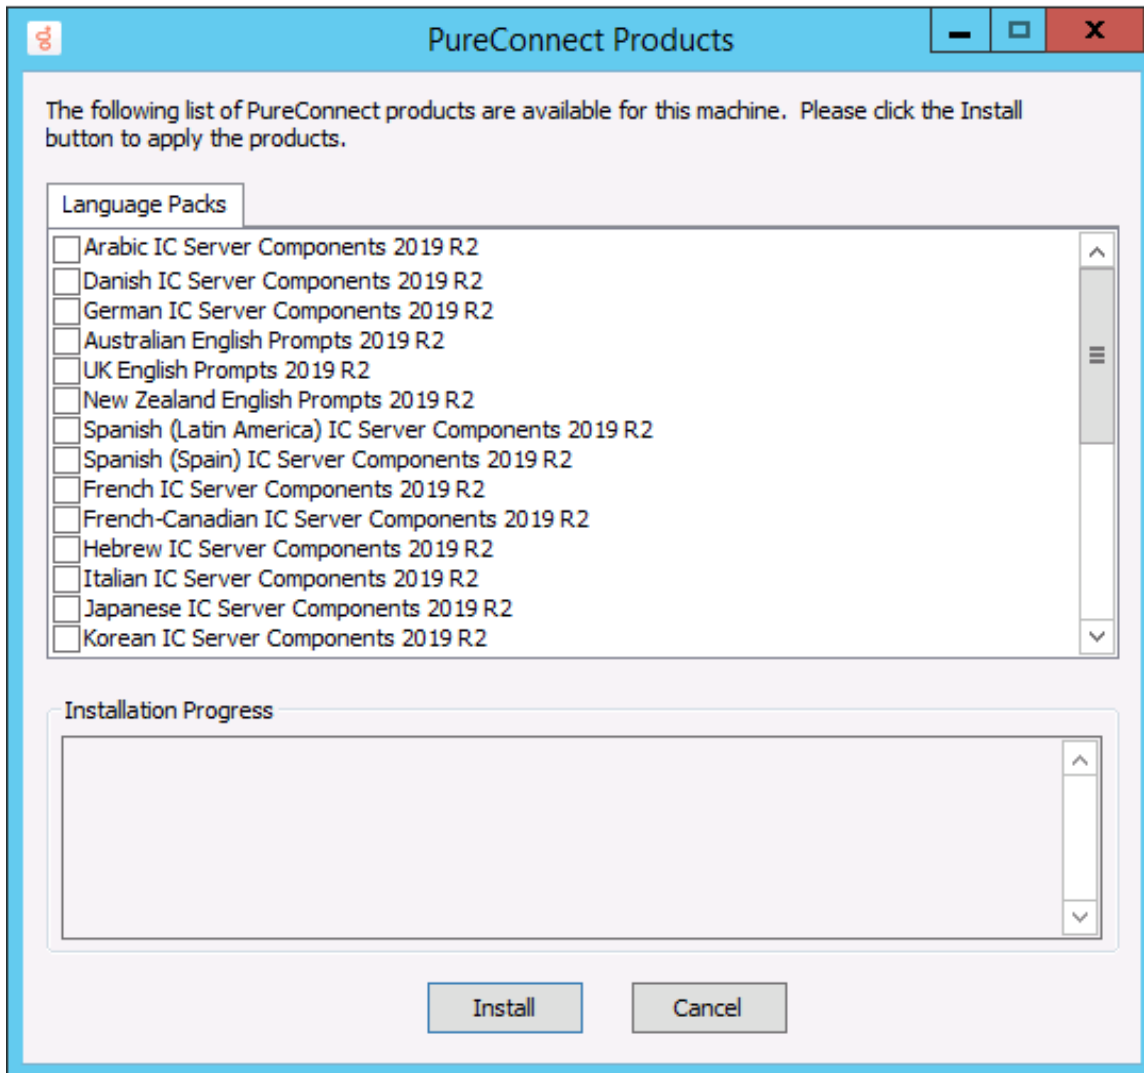 PureConnect Products
The following list of PureConnect products are available for this machine.  Please click the Install
button to apply the products.
Language Packs
Arabic IC Server Components 2019 R2
Danish IC Server Components 2019 R2
German IC Server Components 2019 R2
Australian English Prompts 2019 R2
UK English Prompts 2019 R2
New Zealand English Prompts 2019 R2
Spanish (Latin America) IC Server Components 2019 R2
Spanish (Spain) IC Server Components 2019 R2
French IC Server Components 2019 R2
French-Canadian IC Server Components 2019 R2
Hebrew IC Server Components 2019 R2
Italian IC Server Components 2019 R2
Japanese IC Server Components 2019 R2
Korean IC Server Components 2019 R2
Installation Progress
Install
Cancel